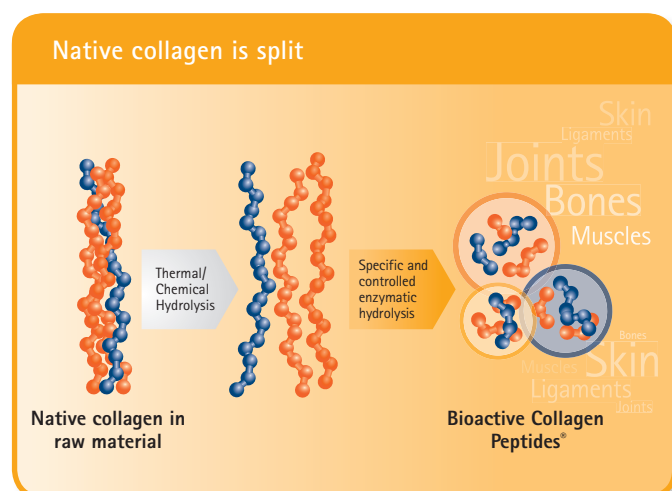 Native collagen is split
Skin
Ligaments
Joints
Bones
Muscles
Thermal/
Chemical
Hydrolysis
Specific and
controlled
enzymatic
hydrolysis
Bones
Muscles Skin
Ligaments
Joints
Native collagen in
raw material
Bioactive Collagen
Peptides®